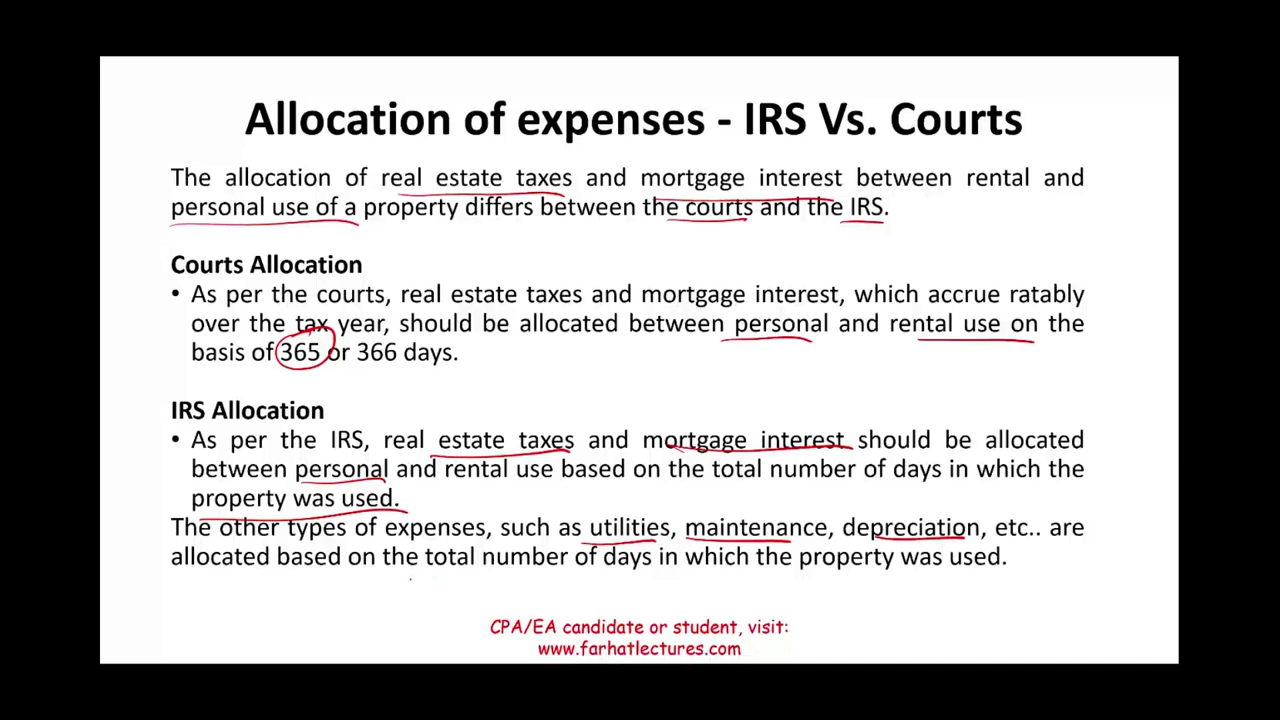 Allocation of expenses - IRS Vs. Courts
The allocation of real estate taxes and mortgage interest between rental and
personal use of a property differs between the courts and the IRS.
Courts Allocation
• As per the courts, real estate taxes and mortgage interest, which accrue ratably
over the tax year, should be allocated between personal and rental use on the
basis of 365 or 366 days.
IRS Allocation
• As per the IRS, real estate taxes and mortgage interest should be allocated
between personal and rental use based on the total number of days in which the
property was used.
The other types of expenses, such as utilities, maintenance, depreciation, etc.. are
allocated based on the total number of days in which the property was used.
CPA/EA candidate or student, visit:
www.farhatlectures.com